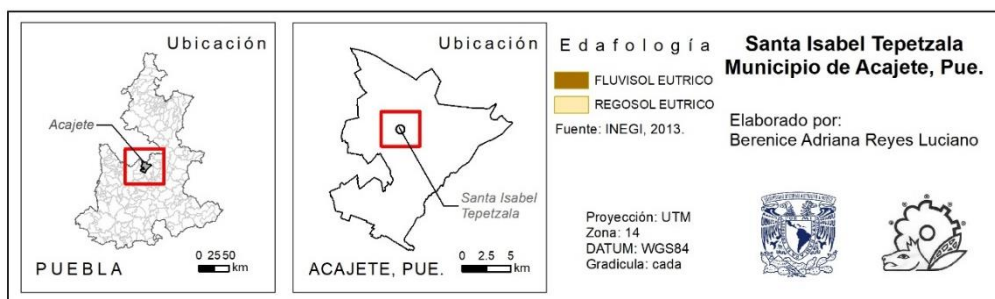 Ubicación
Acajete
0 25 50
km
PUEBLA
Ubicación
Santa Isabel
Tepetzala
0 2.5 5
km
ACAJETE, PUE.
Edafología
FLUVISOL EUTRICO
REGOSOL EUTRICO
Fuente: INEGI, 2013.
Proyección: UTM
Zona: 14
DATUM: WGS84
Gradicula: cada
Santa Isabel Tepetzala
Municipio de Acajete, Pue.
Elaborado por:
Berenice Adriana Reyes Luciano